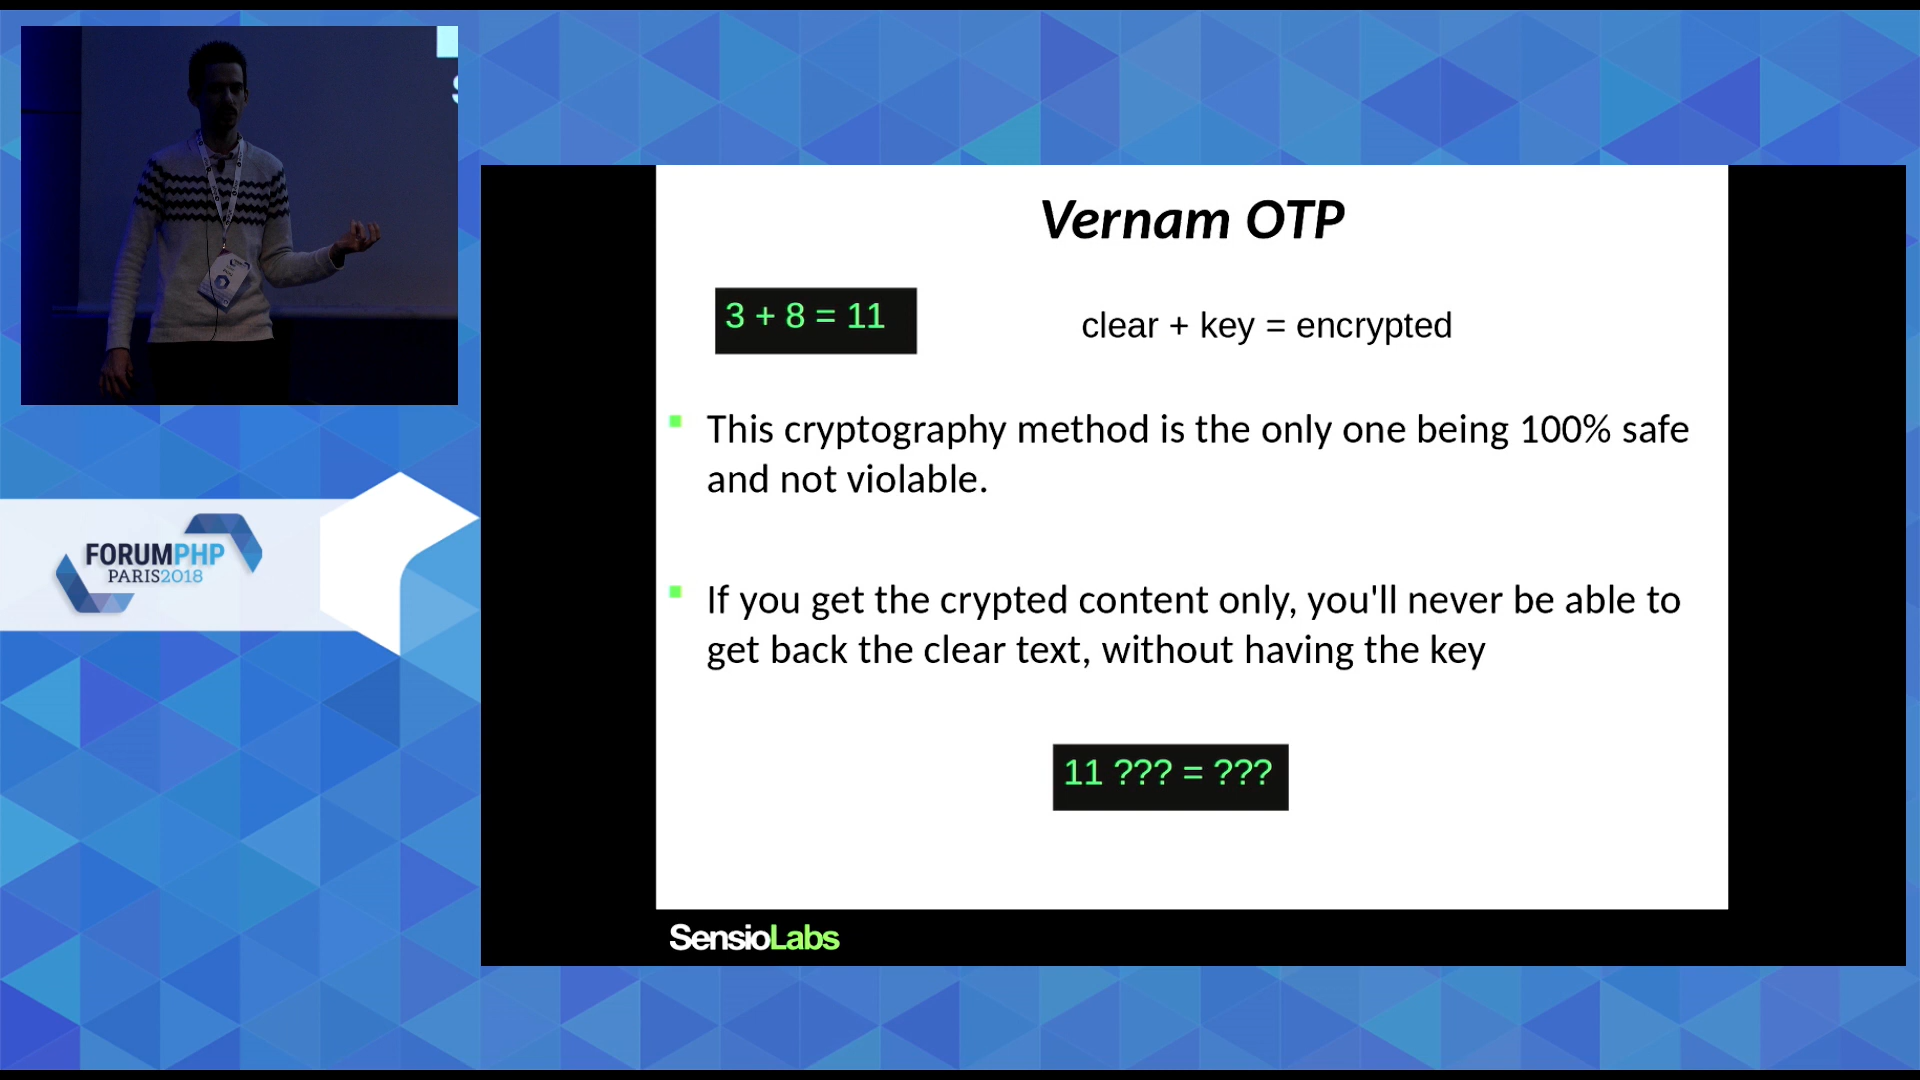 Vernam OTP
3 + 8 = 11
clear + key = encrypted
This cryptography method is the only one being 100% safe
and not violable.
If you get the crypted content only, you'll never be able to
get back the clear text, without having the key
11 ??? = ???
FORUMPHP
PARIS2018
SensioLabs